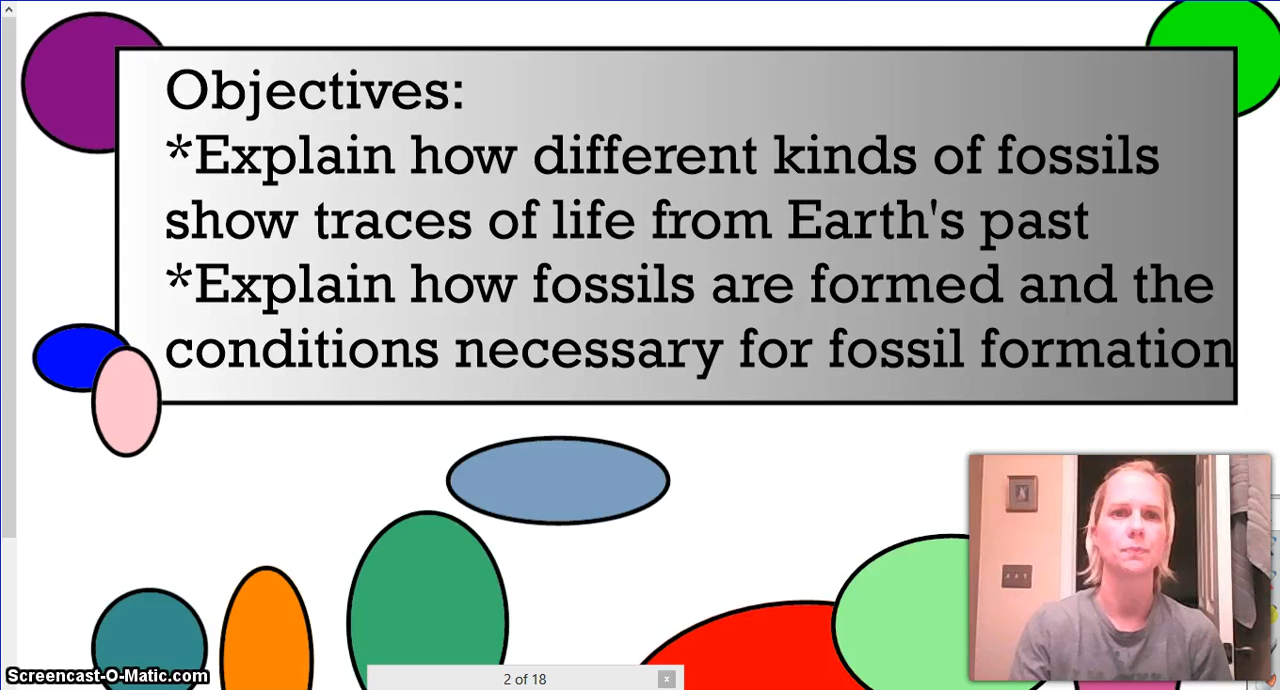 Objectives:
*Explain how different kinds of fossils
show traces of life from Earth's past
*Explain how fossils are formed and the
conditions necessary for fossil formation
2 of 18
x
Screencast-O-Matic.com